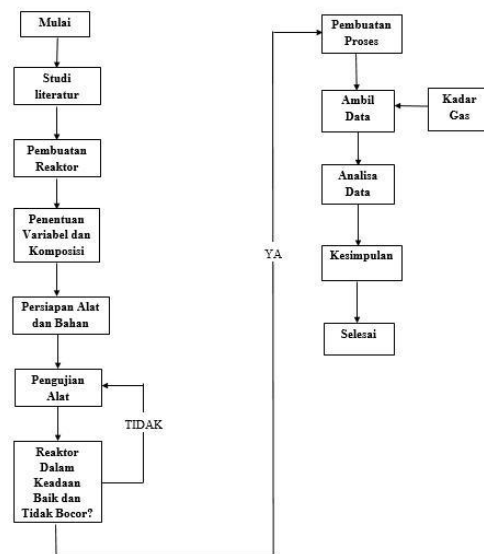 Mulai
Studi
literatur
Pembuatan
Reaktor
Penentuan
Variabel dan
Komposisi
Persiapan Alat
dan Bahan
Pengujian
Alat
TIDAK
Reaktor
Dalam
Keadaan
Baik dan
Tidak Bocor?
YA
Pembuatan
Proses
Ambil
Data
Kadar
Gas
Analisa
Data
Kesimpulan
Selesai